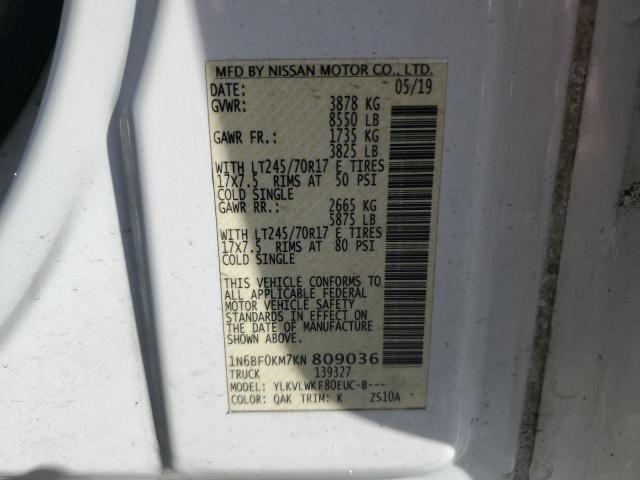 MFD BY NISSAN MOTOR CO., LTD.
DATE: 05/19
GVWR: 3878 KG
8550 LB
GAWR FR.: 1735 KG
3825 LB
WITH LT245/70R17 E TIRES
17X7.5 RIMS AT 50 PSI
COLD SINGLE
GAWR RR.: 2665 KG
5875 LB
WITH LT245/70R17 E TIRES
17X7.5 RIMS AT 80 PSI
COLD SINGLE
THIS VEHICLE CONFORMS TO
ALL APPLICABLE FEDERAL
MOTOR VEHICLE SAFETY
STANDARDS IN EFFECT ON
THE DATE OF MANUFACTURE
SHOWN ABOVE.
1N6BF0KM7KN 809036
TRUCK 139327
MODEL: YLKVLWKF80EUC-B---
COLOR: QAK TRIM: K ZS10A